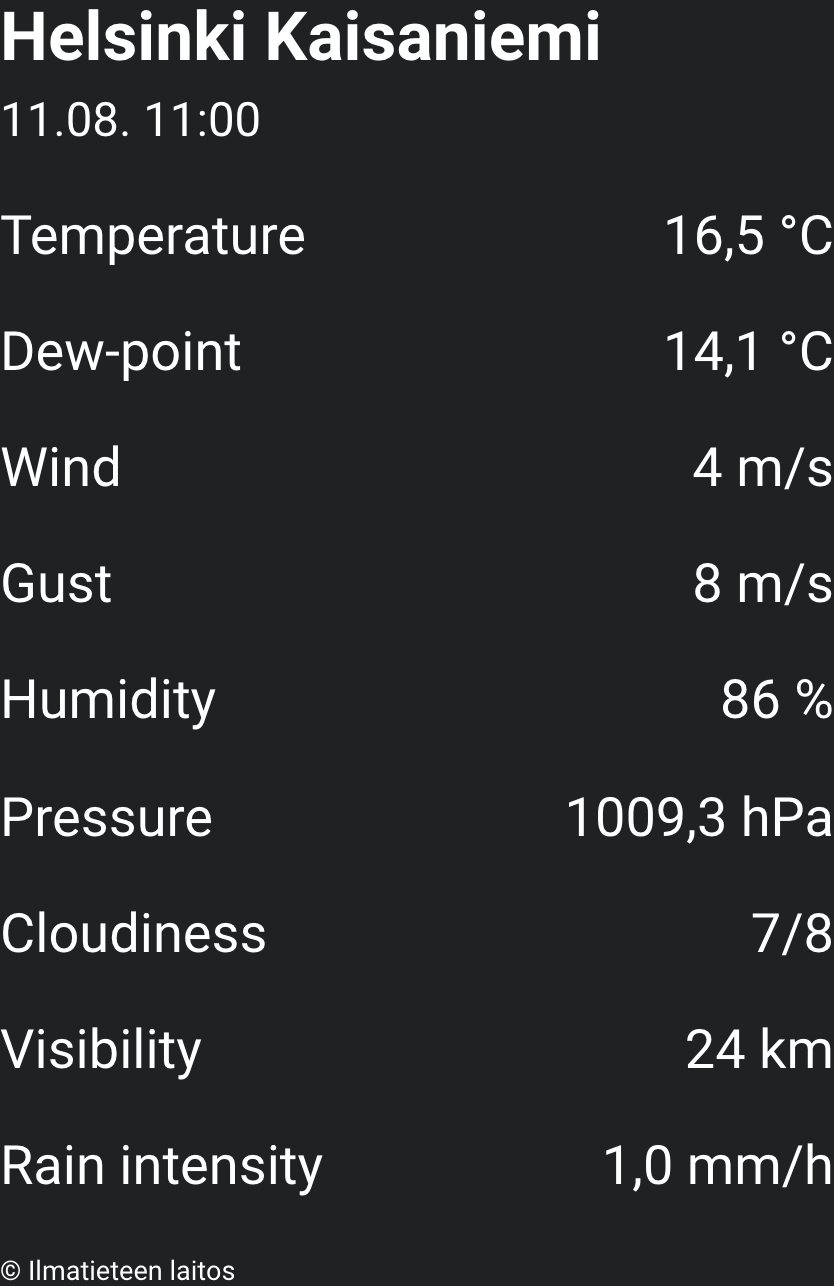 Helsinki Kaisaniemi
11.08. 11:00
Temperature 16,5 °C
Dew-point 14,1 °C
Wind 4 m/s
Gust 8 m/s
Humidity 86 %
Pressure 1009,3 hPa
Cloudiness 7/8
Visibility 24 km
Rain intensity 1,0 mm/h
© Ilmatieteen laitos